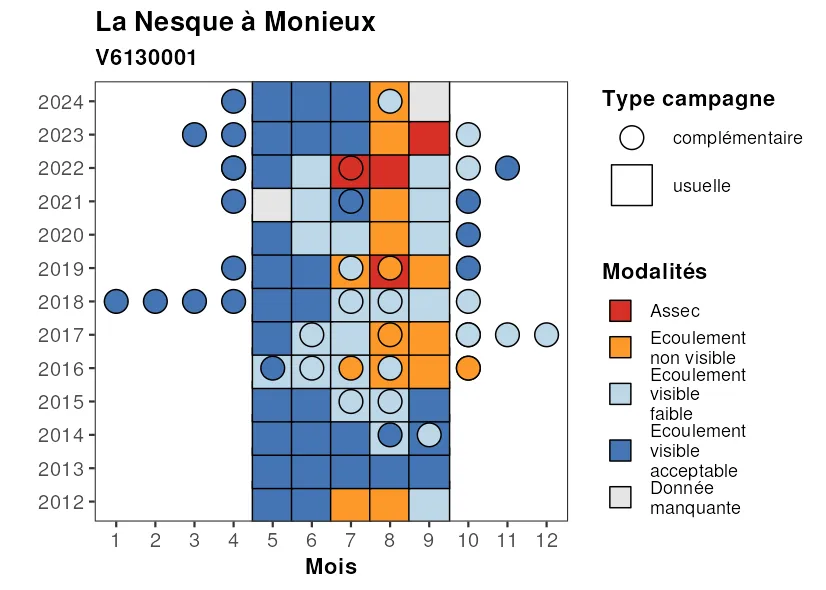 La Nesque à Monieux
V6130001
2024
2023
2022
2021
2020
2019
2018
2017
2016
2015
2014
2013
2012
1 2 3 4 5 6 7 8 9 10 11 12
Mois
Type campagne
complémentaire
usuelle
Modalités
Assec
Ecoulement
non visible
Ecoulement
visible
faible
Ecoulement
visible
acceptable
Donnée
manquante